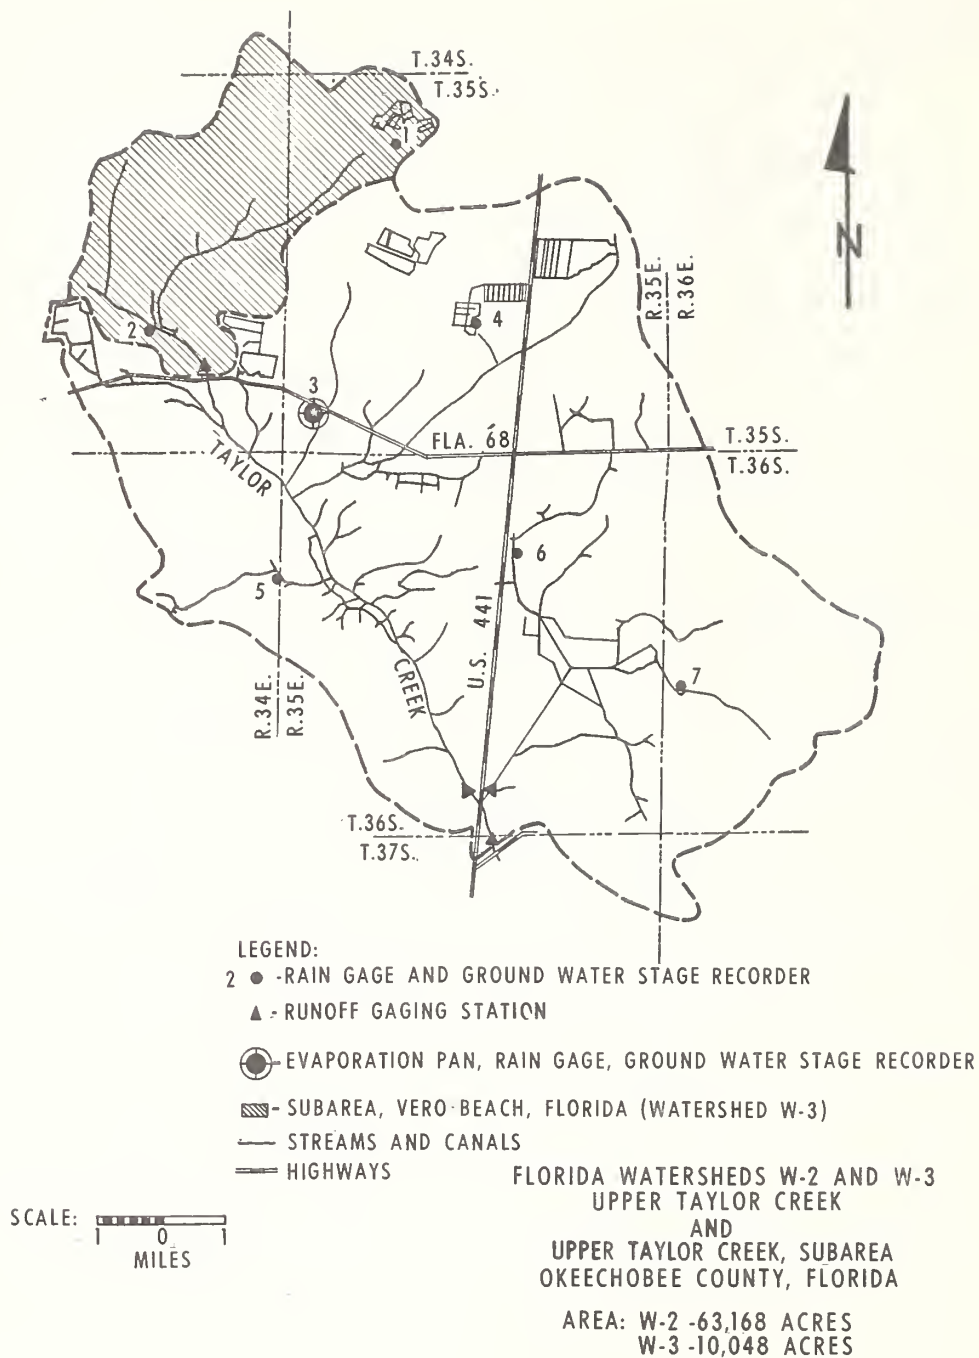 T.34S.
T.35S.
1
N
R.35E.
R.36E.
2
4
3
FLA. 68
T.35S.
T.36S.
TAYLOR
6
5
U.S. 441
CREEK
7
R.34E.
R.35E.
T.36S.
T.37S.
LEGEND:
2 ● -RAIN GAGE AND GROUND WATER STAGE RECORDER
▲ - RUNOFF GAGING STATION
- EVAPORATION PAN, RAIN GAGE, GROUND WATER STAGE RECORDER
- SUBAREA, VERO BEACH, FLORIDA (WATERSHED W-3)
STREAMS AND CANALS
HIGHWAYS
FLORIDA WATERSHEDS W-2 AND W-3
UPPER TAYLOR CREEK
AND
UPPER TAYLOR CREEK, SUBAREA
OKEECHOBEE COUNTY, FLORIDA
SCALE:
1 0 1
MILES
AREA: W-2 -63,168 ACRES
W-3 -10,048 ACRES